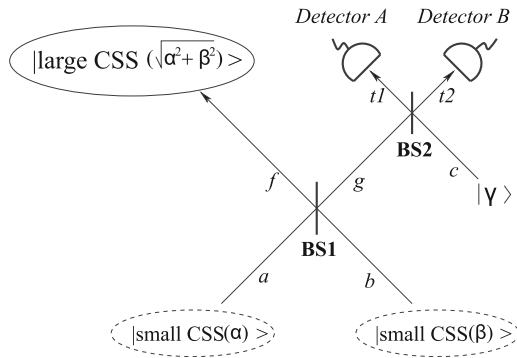 Detector A Detector B
|large CSS (√α²+ β²) >
t1 t2
BS2
f g c
|γ ⟩
BS1
a b
|small CSS(α) > |small CSS(β) >